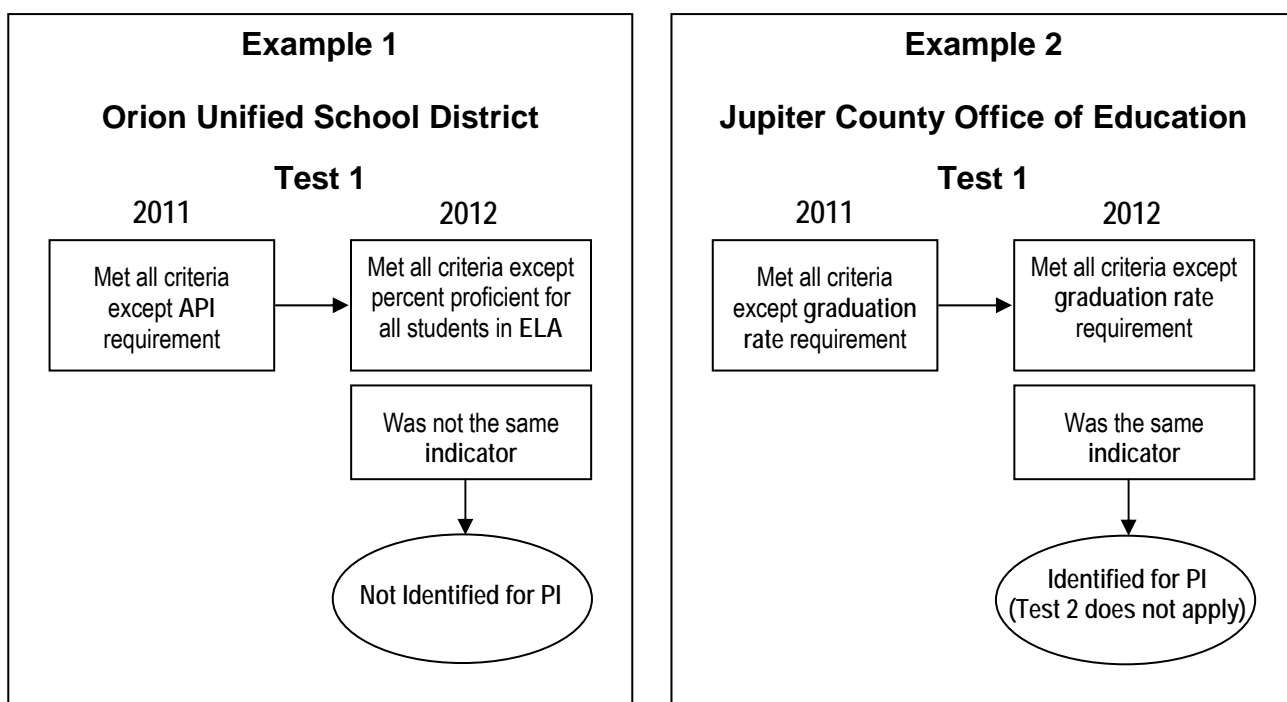 Example 1
Orion Unified School District
Test 1
2011
2012
Met all criteria
except API
requirement
Met all criteria except
percent proficient for
all students in ELA
Was not the same
indicator
Not Identified for PI
Example 2
Jupiter County Office of Education
Test 1
2011
2012
Met all criteria
except graduation
rate requirement
Met all criteria except
graduation rate
requirement
Was the same
indicator
Identified for PI
(Test 2 does not apply)